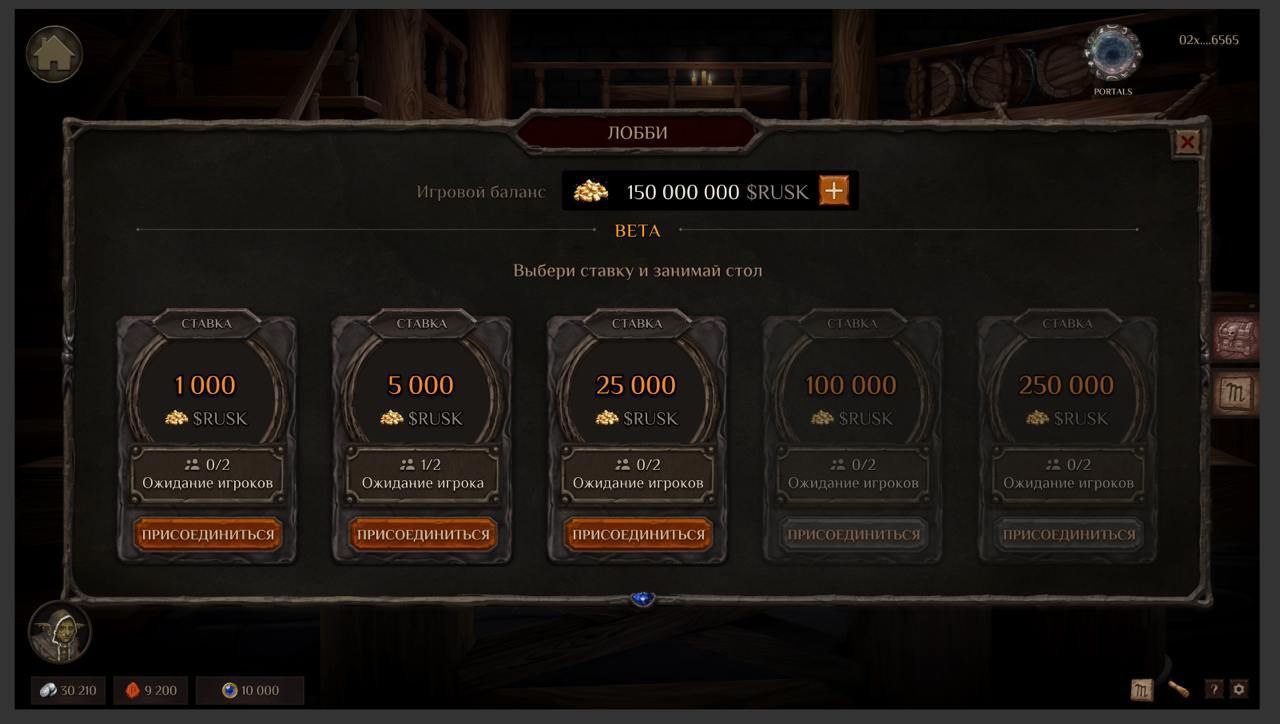 02x....6565
PORTALS
ЛОББИ
Игровой баланс 150 000 000 $RUSK +
BETA
Выбери ставку и занимай стол
СТАВКА
1 000
$RUSK
0/2
Ожидание игроков
ПРИСОЕДИНИТЬСЯ
СТАВКА
5 000
$RUSK
1/2
Ожидание игрока
ПРИСОЕДИНИТЬСЯ
СТАВКА
25 000
$RUSK
0/2
Ожидание игроков
ПРИСОЕДИНИТЬСЯ
СТАВКА
100 000
$RUSK
0/2
Ожидание игроков
ПРИСОЕДИНИТЬСЯ
СТАВКА
250 000
$RUSK
0/2
Ожидание игроков
ПРИСОЕДИНИТЬСЯ
m
30 210
9 200
10 000
m
?